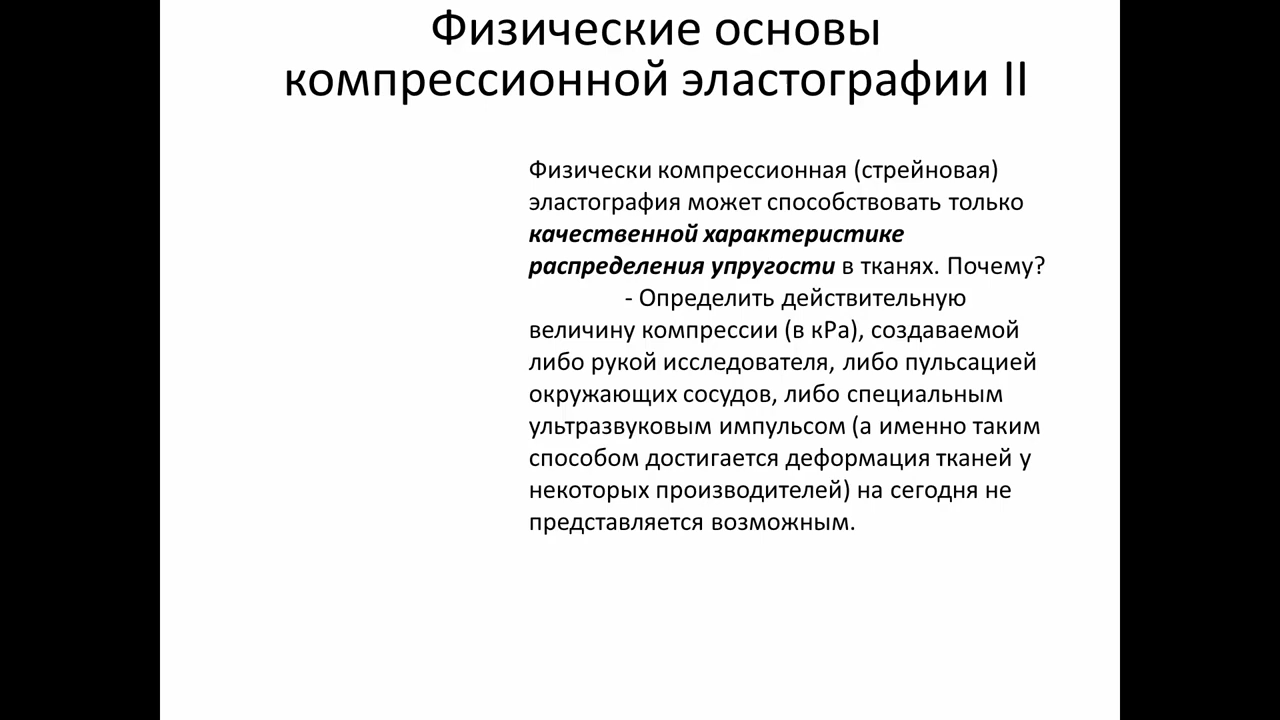 Физические основы
компрессионной эластографии II
Физически компрессионная (стрейновая)
эластография может способствовать только
качественной характеристике
распределения упругости в тканях. Почему?
- Определить действительную
величину компрессии (в кРа), создаваемой
либо рукой исследователя, либо пульсацией
окружающих сосудов, либо специальным
ультразвуковым импульсом (а именно таким
способом достигается деформация тканей у
некоторых производителей) на сегодня не
представляется возможным.